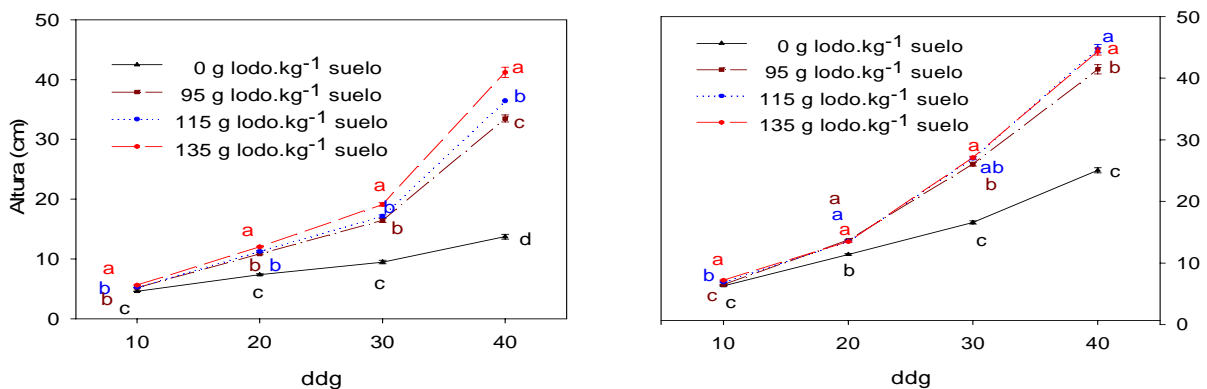 50
40
30
20
10
0
Altura (cm)
0 g lodo.kg-1 suelo
95 g lodo.kg-1 suelo
115 g lodo.kg-1 suelo
135 g lodo.kg-1 suelo
a
b
b
c
a
b
b
c
a
b
b
c
a
b
c
d
10 20 30 40
ddg
0 g lodo.kg-1 suelo
95 g lodo.kg-1 suelo
115 g lodo.kg-1 suelo
135 g lodo.kg-1 suelo
a
b
c
c
a
a
a
b
a
ab
b
c
a
a
b
c
50
40
30
20
10
0
10 20 30 40
ddg